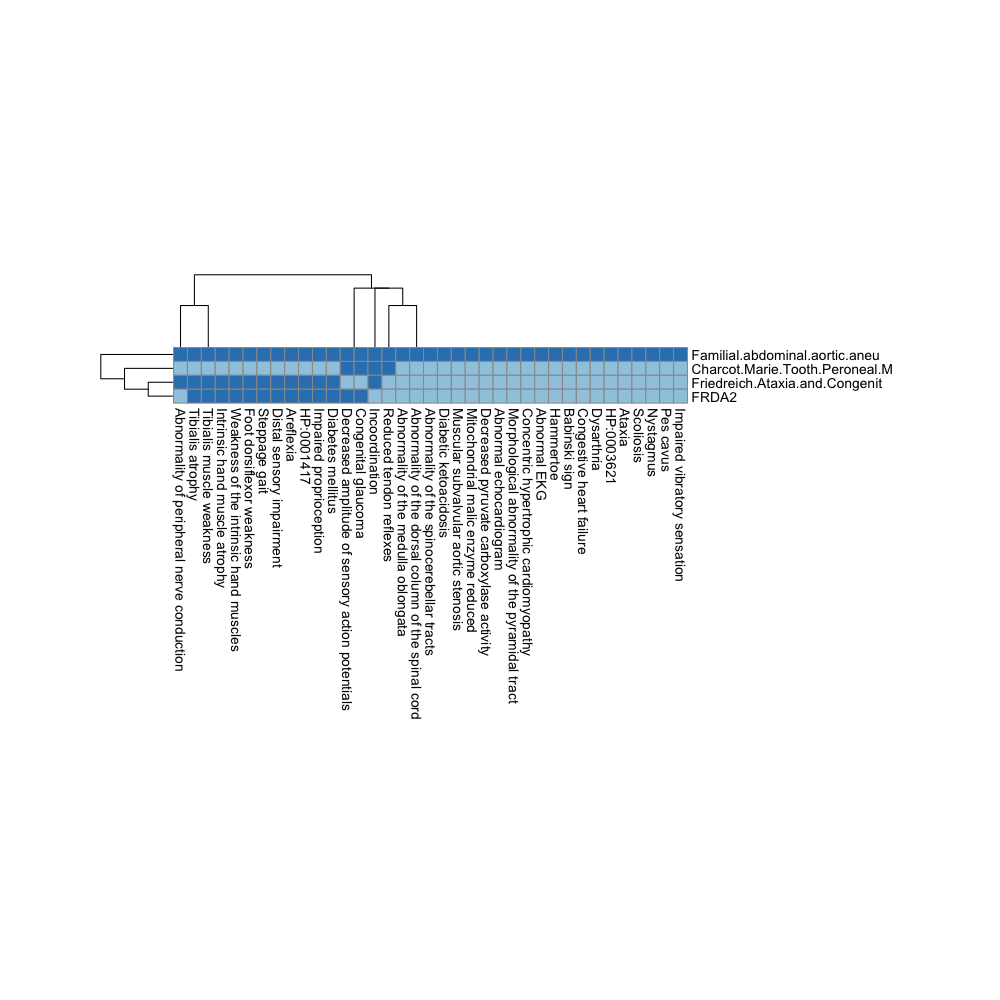 Familial.abdominal.aortic.aneu
Charcot.Marie.Tooth.Peroneal.M
Friedreich.Ataxia.and.Congenit
FRDA2
Abnormality of peripheral nerve conduction
Tibialis atrophy
Tibialis muscle weakness
Intrinsic hand muscle atrophy
Weakness of the intrinsic hand muscles
Foot dorsiflexor weakness
Steppage gait
Distal sensory impairment
Areflexia
HP:0001417
Impaired proprioception
Diabetes mellitus
Decreased amplitude of sensory action potentials
Congenital glaucoma
Incoordination
Reduced tendon reflexes
Abnormality of the medulla oblongata
Abnormality of the dorsal column of the spinal cord
Abnormality of the spinocerebellar tracts
Diabetic ketoacidosis
Muscular subvalvular aortic stenosis
Mitochondrial malic enzyme reduced
Decreased pyruvate carboxylase activity
Abnormal echocardiogram
Morphological abnormality of the pyramidal tract
Concentric hypertrophic cardiomyopathy
Abnormal EKG
Hammertoe
Babinski sign
Congestive heart failure
Dysarthria
HP:0003621
Ataxia
Scoliosis
Nystagmus
Pes cavus
Impaired vibratory sensation